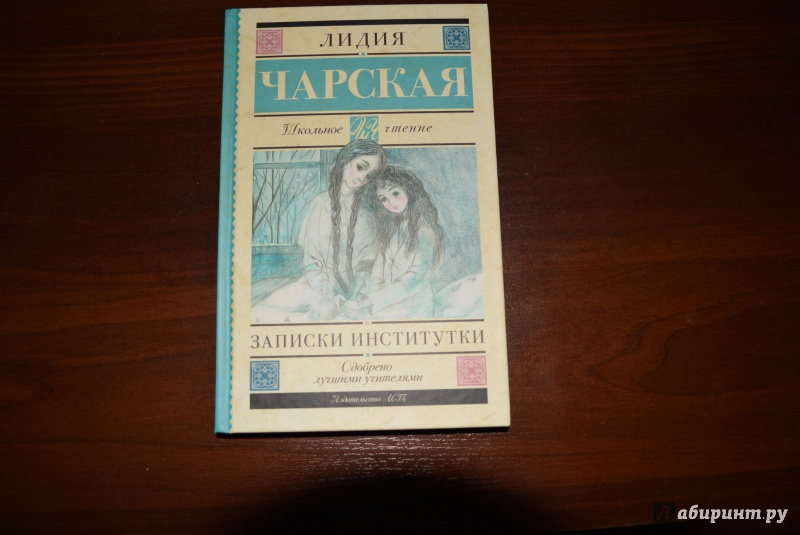 ЛИДИЯ
ЧАРСКАЯ
Школьное чтение
ЗАПИСКИ ИНСТИТУТКИ
Одобрено
лучшими учителями
Издательство АСТ
Лабиринт.ру